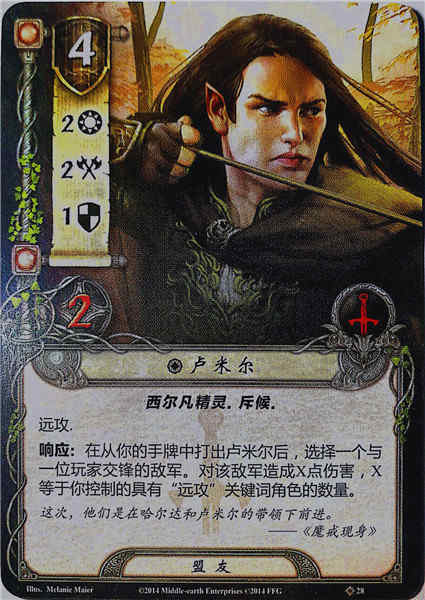 4
2
2
1
2
卢米尔
西尔凡精灵. 斥候.
远攻.
响应：在从你的手牌中打出卢米尔后，选择一个与
一位玩家交锋的敌军。对该敌军造成X点伤害，X
等于你控制的具有“远攻”关键词角色的数量。
这次，他们是在哈尔达和卢米尔的带领下前进。
——《魔戒现身》
盟友
Illus. Melanie Maier ©2014 Middle-earth Enterprises ©2014 FFG 28